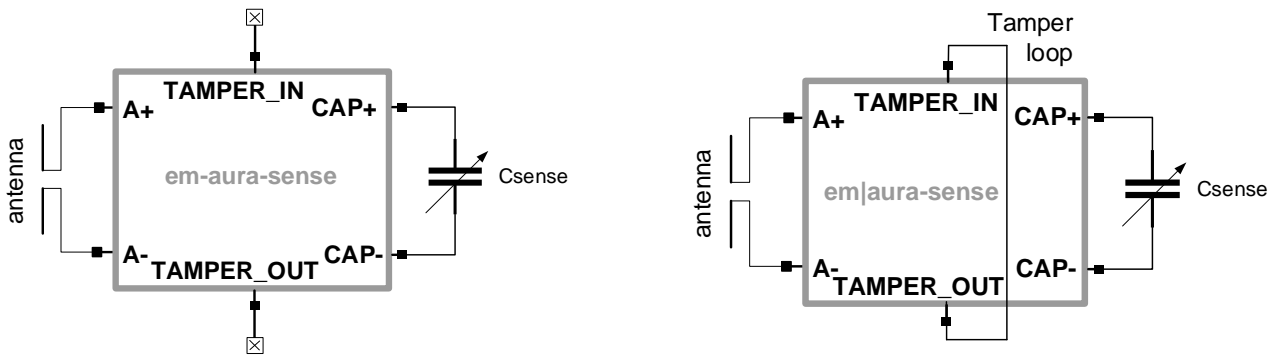 TAMPER_IN
A+
CAP+
antenna
em-aura-sense
Csense
A-
CAP-
TAMPER_OUT
Tamper
loop
TAMPER_IN
A+
CAP+
antenna
em|aura-sense
Csense
A-
CAP-
TAMPER_OUT